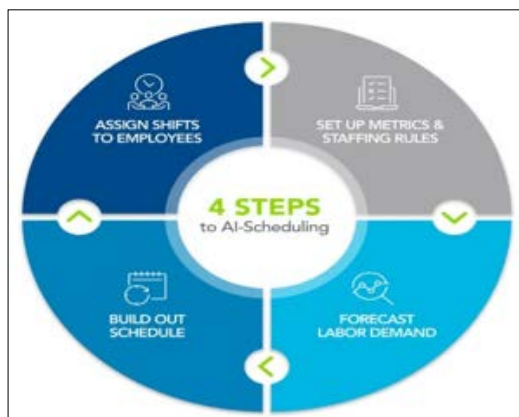 ASSIGN SHIFTS
TO EMPLOYEES
SET UP METRICS &
STAFFING RULES
4 STEPS
to AI-Scheduling
BUILD OUT
SCHEDULE
FORECAST
LABOR DEMAND